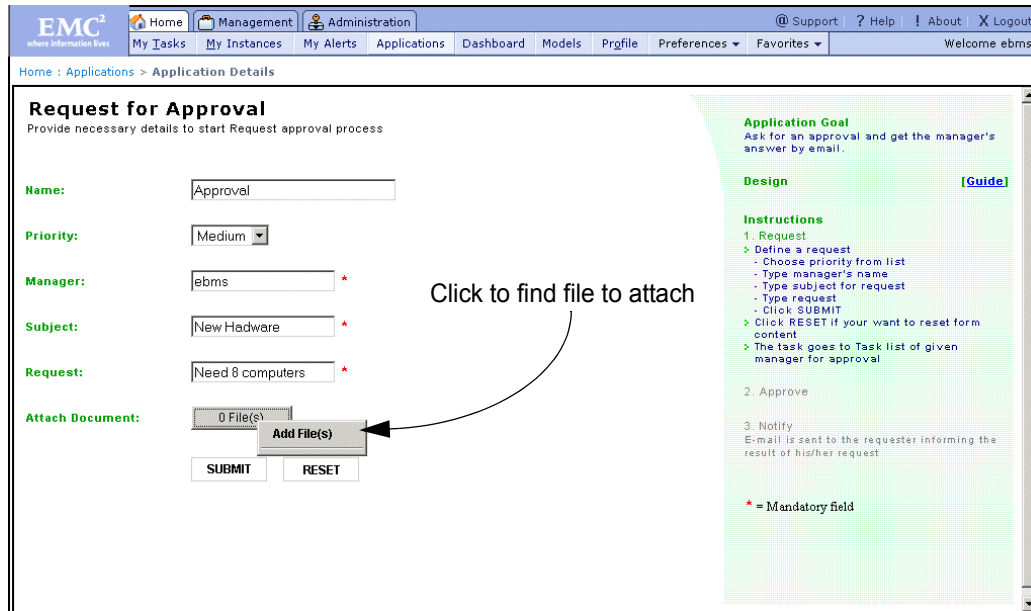 EMC²
where information lives
Home Management Administration
@ Support ? Help ! About X Logout
My Tasks My Instances My Alerts Applications Dashboard Models Profile Preferences Favorites Welcome ebms
Home : Applications > Application Details
Request for Approval
Provide necessary details to start Request approval process
Name: Approval
Priority: Medium
Manager: ebms *
Subject: New Hadware *
Request: Need 8 computers *
Attach Document: 0 File(s)
Add File(s)
SUBMIT RESET
Click to find file to attach
Application Goal
Ask for an approval and get the manager's
answer by email.
Design [Guide]
Instructions
1. Request
> Define a request
- Choose priority from list
- Type manager's name
- Type subject for request
- Type request
- Click SUBMIT
> Click RESET if your want to reset form
content
> The task goes to Task list of given
manager for approval
2. Approve
3. Notify
E-mail is sent to the requester informing the
result of his/her request
* = Mandatory field